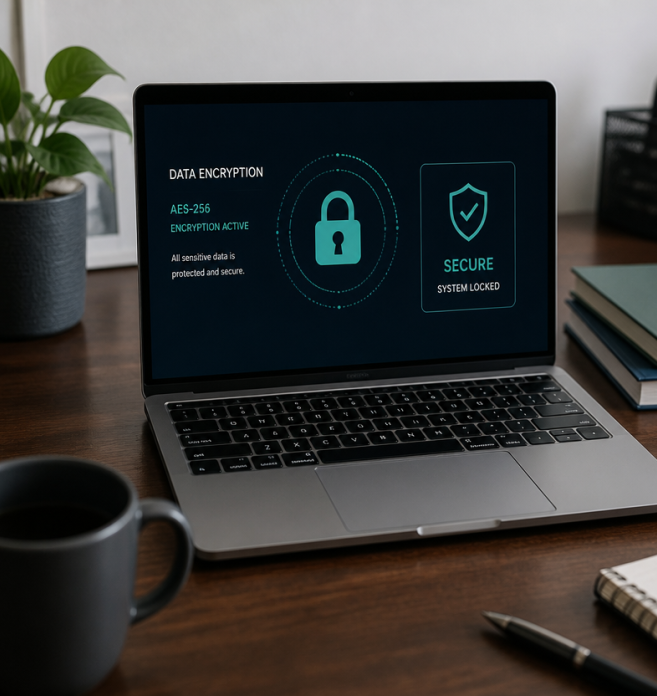 DATA ENCRYPTION
AES-256
ENCRYPTION ACTIVE
All sensitive data is
protected and secure.
SECURE
SYSTEM LOCKED